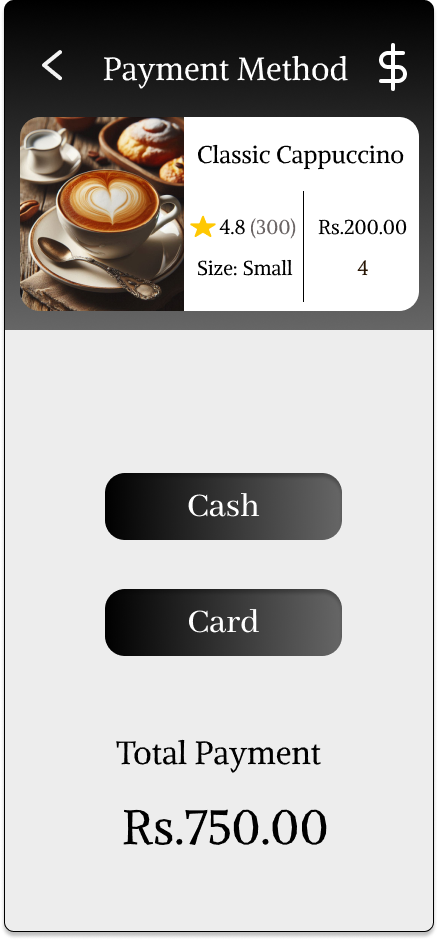 Payment Method $
Classic Cappuccino
4.8 (300) Rs.200.00
Size: Small 4
Cash
Card
Total Payment
Rs.750.00